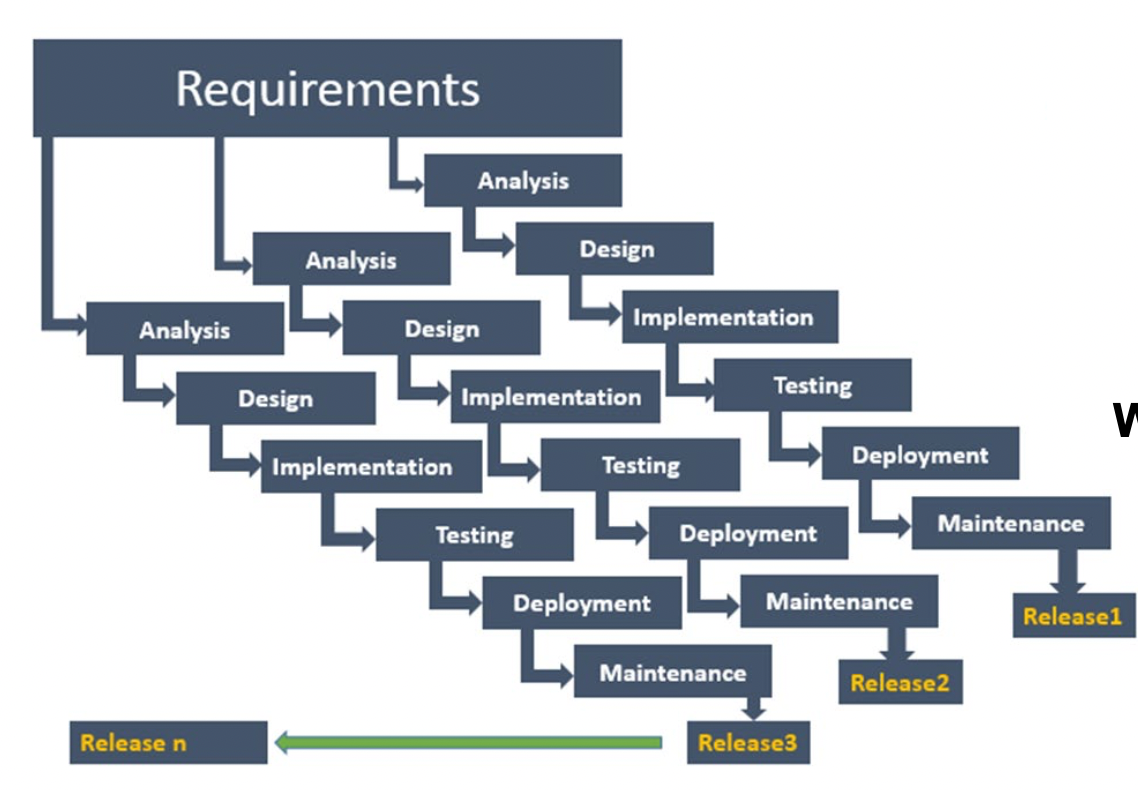 Requirements
Analysis
Design
Implementation
Testing
Deployment
Maintenance
Release1
Analysis
Design
Implementation
Testing
Deployment
Maintenance
Release2
Analysis
Design
Implementation
Testing
Deployment
Maintenance
Release3
Release n